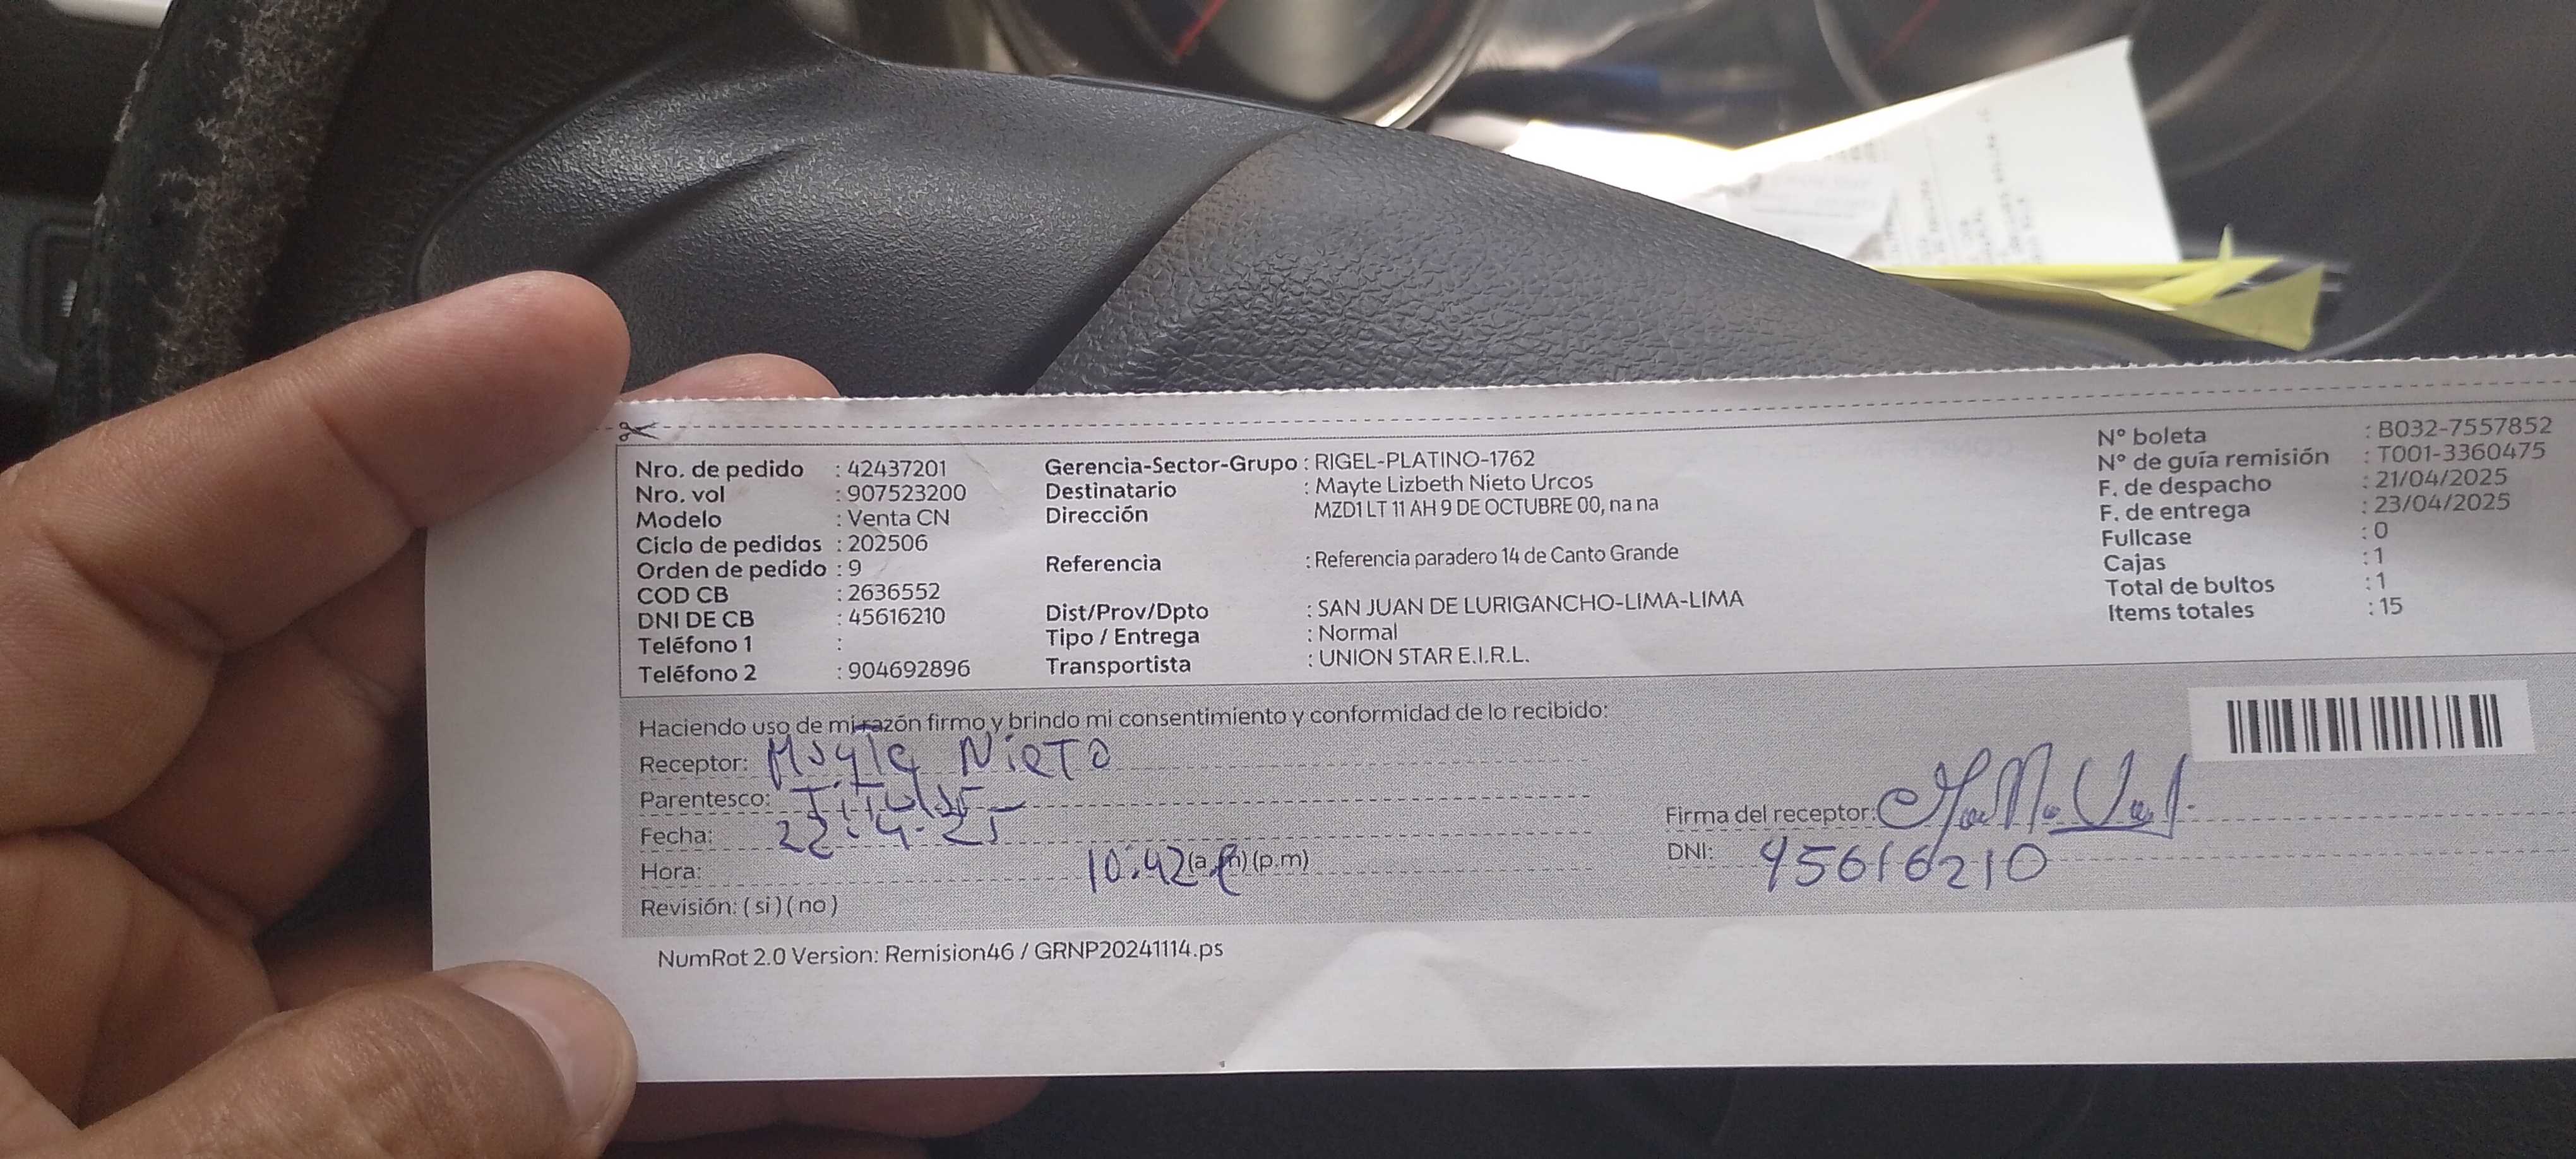 Nro. de pedido : 42437201
Nro. vol : 907523200
Modelo : Venta CN
Ciclo de pedidos : 202506
Orden de pedido : 9
COD CB : 2636552
DNI DE CB : 45616210
Teléfono 1 :
Teléfono 2 : 904692896
Gerencia-Sector-Grupo : RIGEL-PLATINO-1762
Destinatario : Mayte Lizbeth Nieto Urcos
Dirección MZD1 LT 11 AH 9 DE OCTUBRE 00, na na
Referencia : Referencia paradero 14 de Canto Grande
Dist/Prov/Dpto : SAN JUAN DE LURIGANCHO-LIMA-LIMA
Tipo / Entrega : Normal
Transportista : UNION STAR E.I.R.L.
N° boleta : B032-7557852
N° de guía remisión : T001-3360475
F. de despacho : 21/04/2025
F. de entrega : 23/04/2025
Fullcase : 0
Cajas : 1
Total de bultos : 1
Items totales : 15
Haciendo uso de mi razón firmo y brindo mi consentimiento y conformidad de lo recibido:
Receptor: Nieto
Parentesco: Titular
Fecha: 22-4-25
Hora: 10:42 (a.m) (p.m)
Revisión: ( si ) ( no )
Firma del receptor:
DNI: 45616210
NumRot 2.0 Version: Remision46 / GRNP20241114.ps